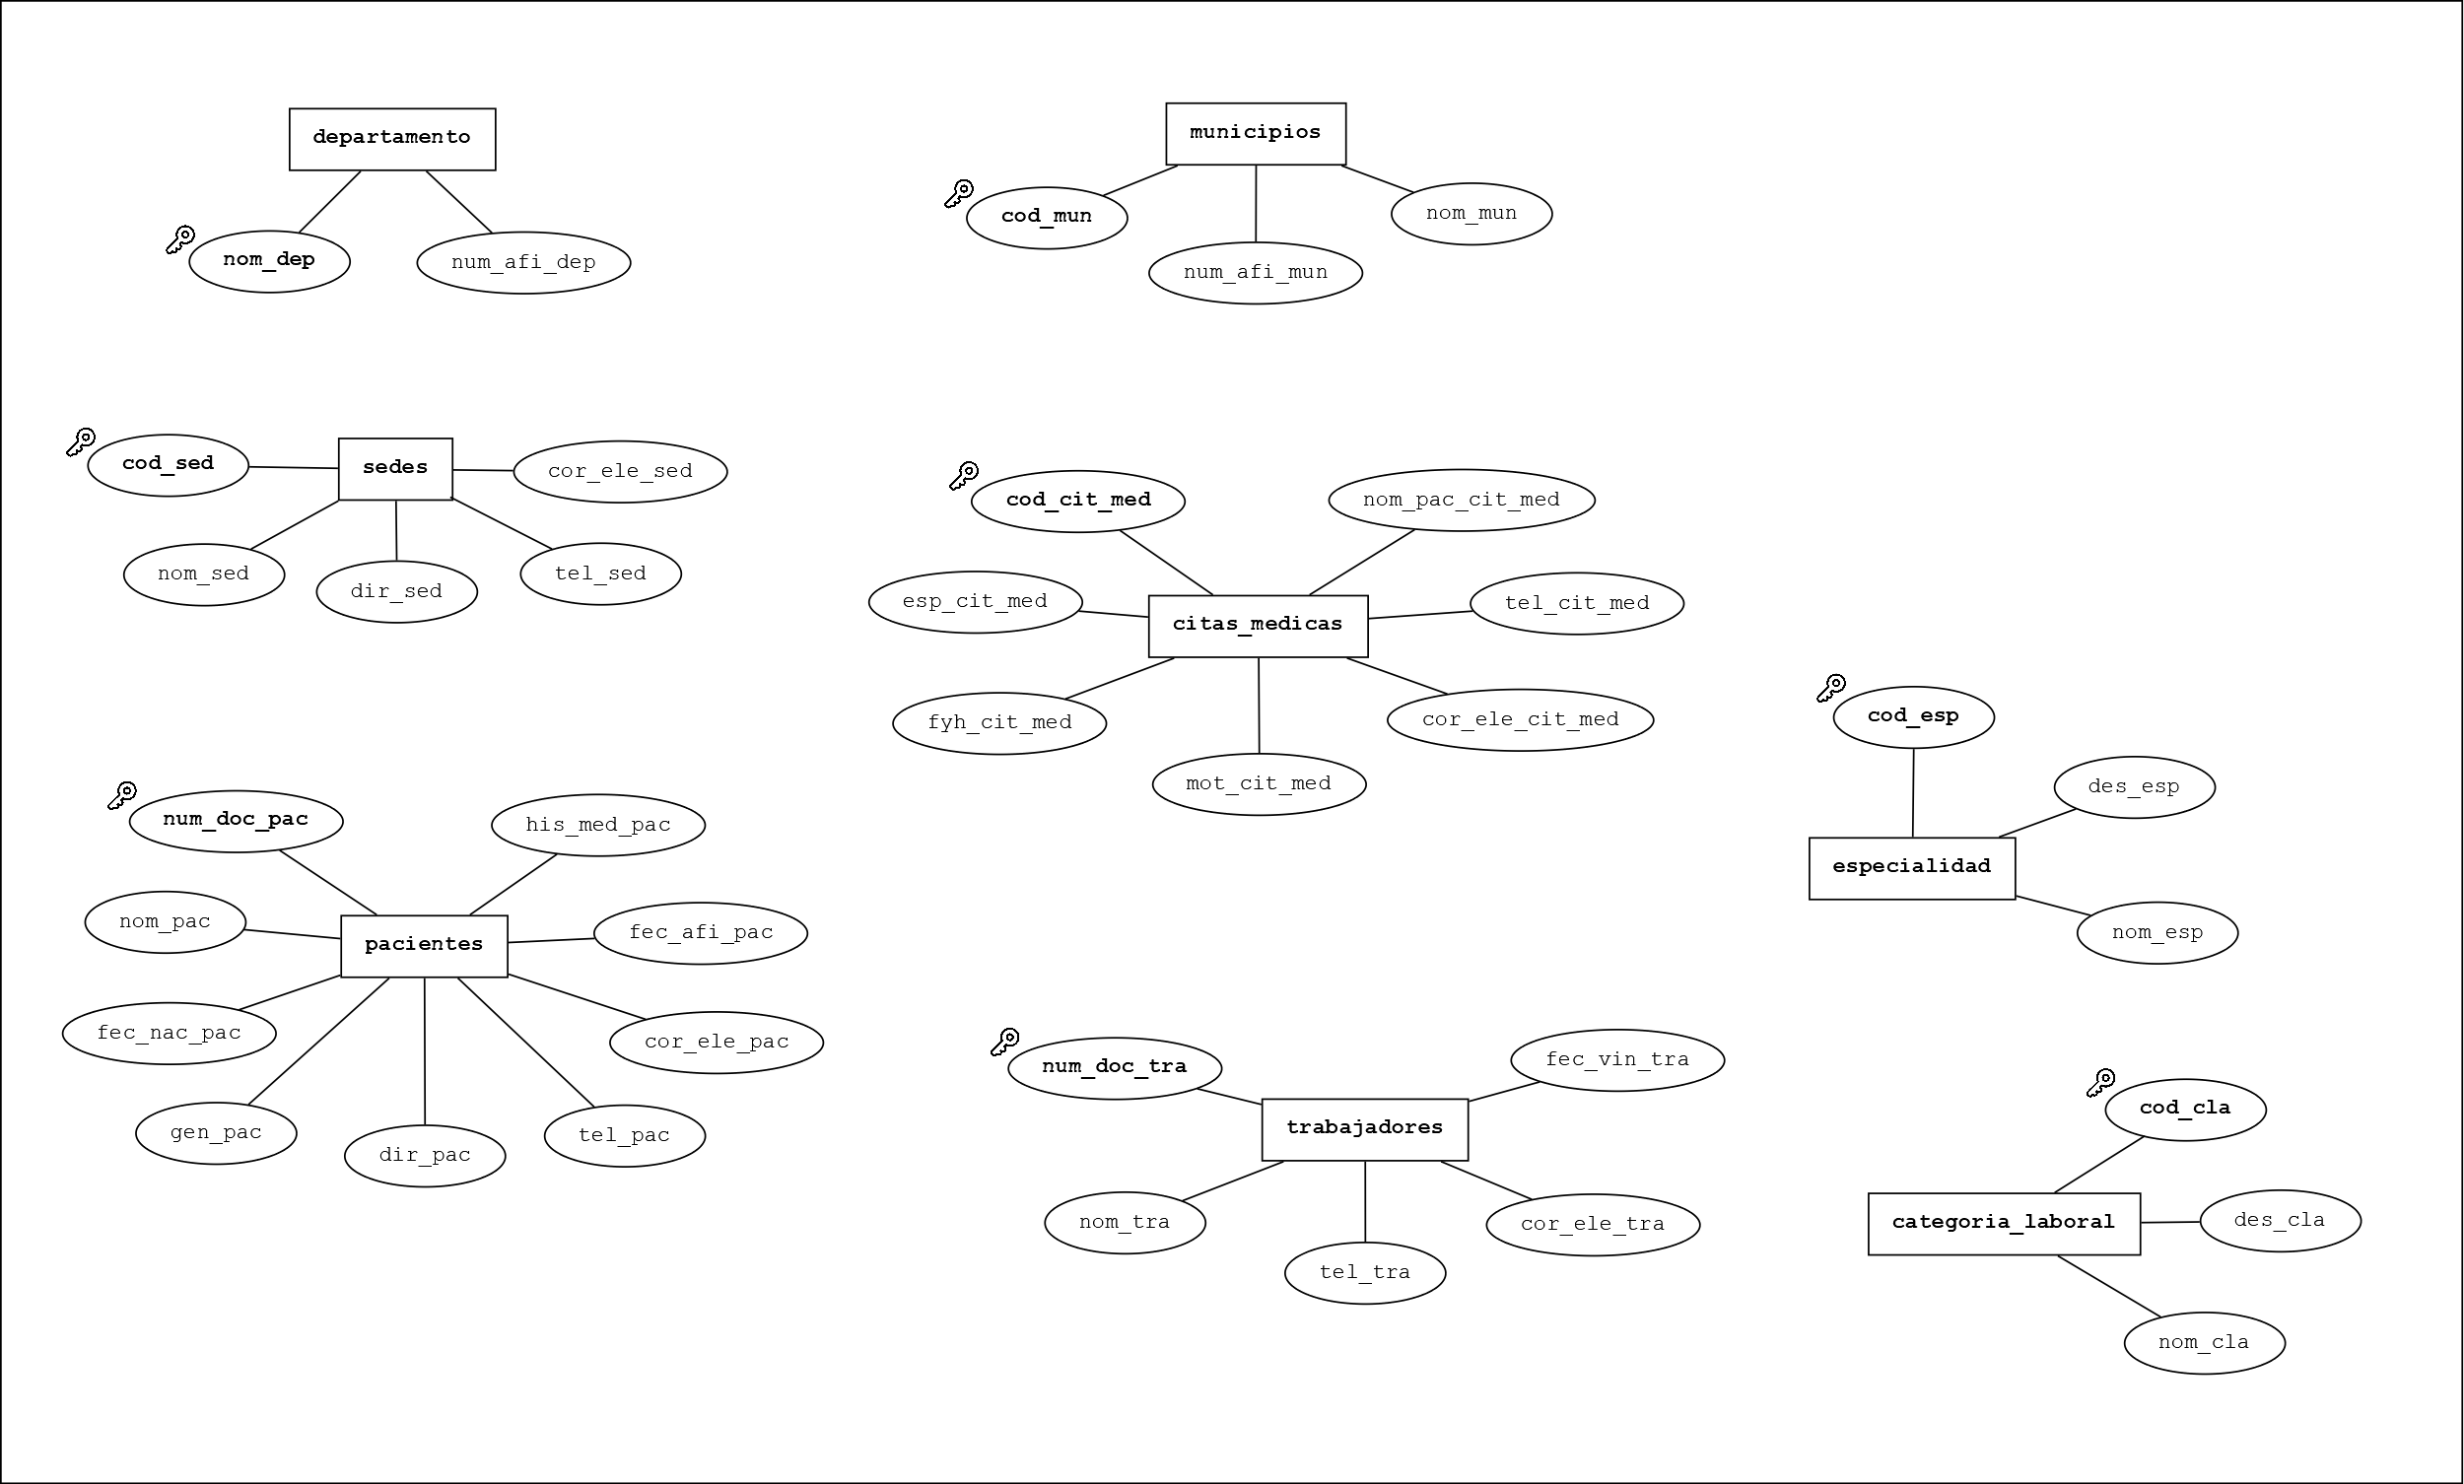 departamento
nom_dep
num_afi_dep
municipios
cod_mun
num_afi_mun
nom_mun
cod_sed
sedes
cor_ele_sed
nom_sed
dir_sed
tel_sed
cod_cit_med
nom_pac_cit_med
esp_cit_med
citas_medicas
tel_cit_med
fyh_cit_med
mot_cit_med
cor_ele_cit_med
cod_esp
des_esp
especialidad
nom_esp
num_doc_pac
his_med_pac
nom_pac
pacientes
fec_afi_pac
fec_nac_pac
cor_ele_pac
gen_pac
dir_pac
tel_pac
num_doc_tra
fec_vin_tra
trabajadores
nom_tra
tel_tra
cor_ele_tra
cod_cla
categoria_laboral
des_cla
nom_cla